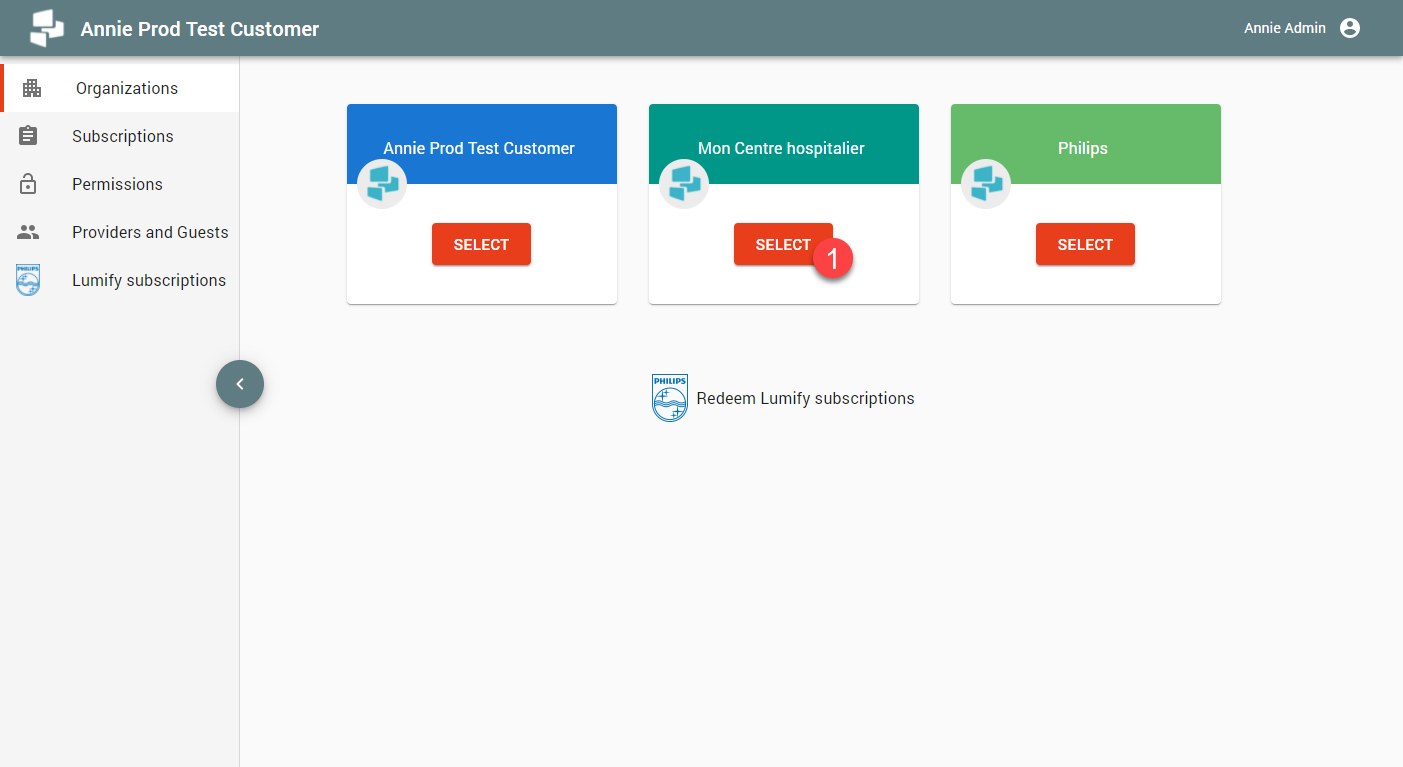 Annie Prod Test Customer
Annie Admin
Organizations
Subscriptions
Permissions
Providers and Guests
PHILIPS
Lumify subscriptions
Annie Prod Test Customer
SELECT
Mon Centre hospitalier
SELECT
1
Philips
SELECT
PHILIPS
Redeem Lumify subscriptions